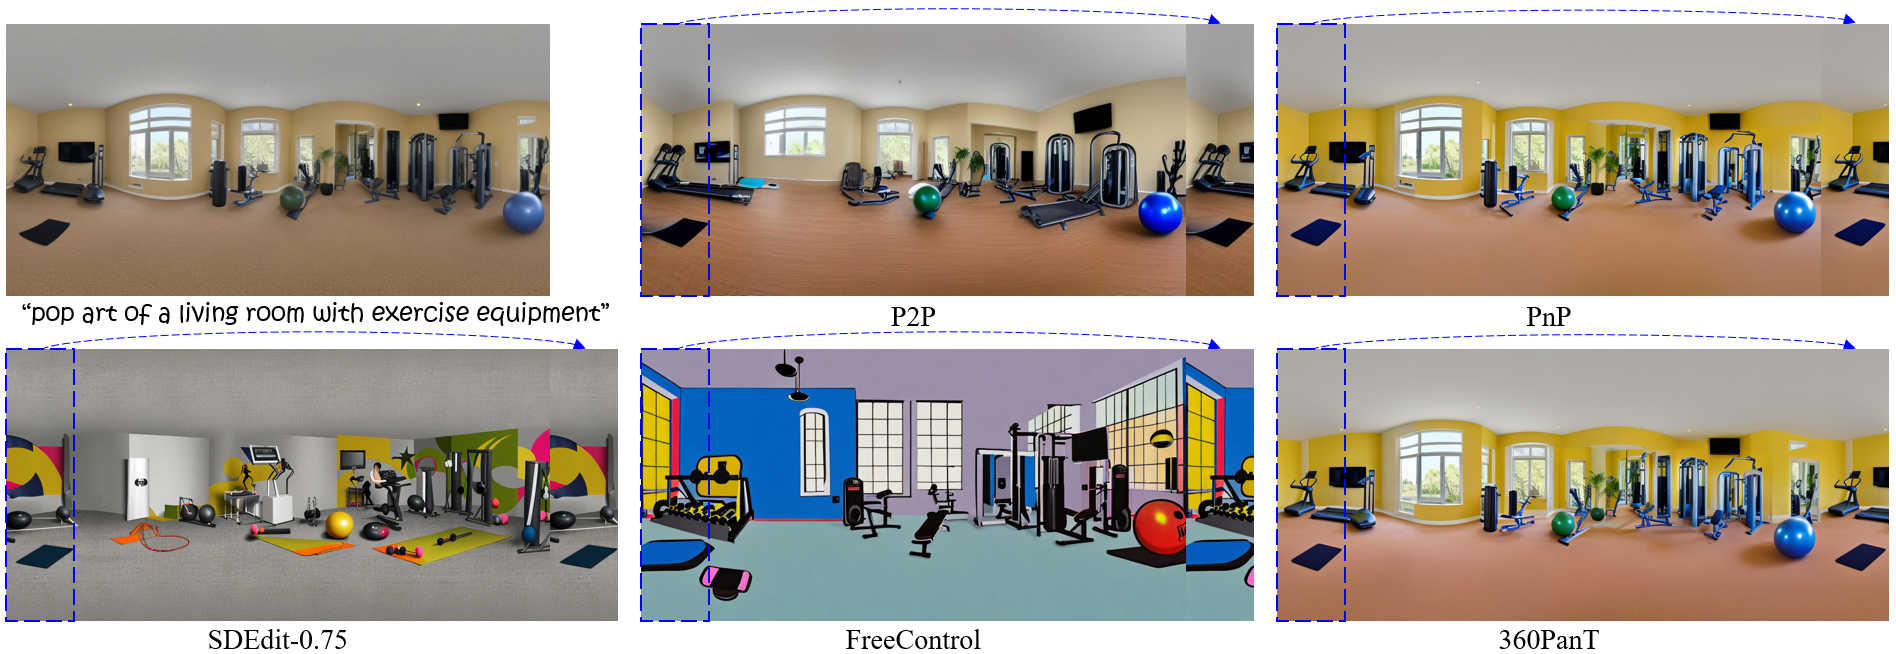 “pop art of a living room with exercise equipment”
P2P
PnP
SDEdit-0.75
FreeControl
360PanT